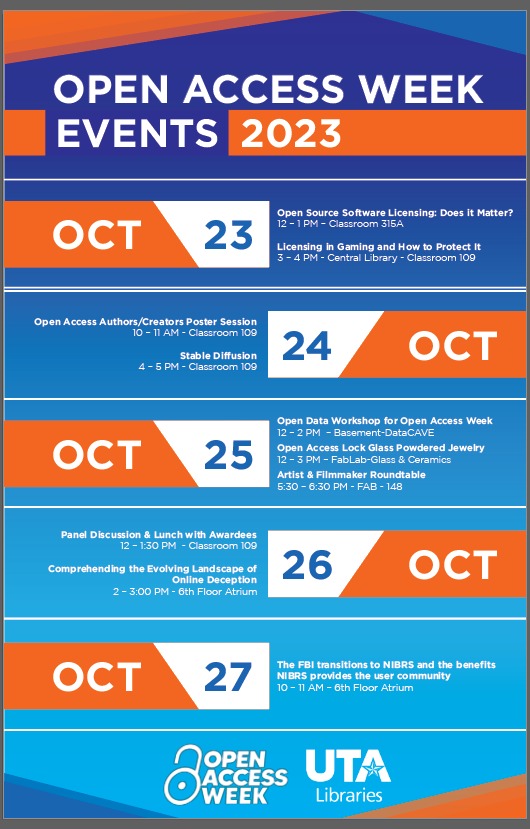 OPEN ACCESS WEEK
EVENTS 2023
OCT 23
Open Source Software Licensing: Does it Matter?
12 – 1 PM – Classroom 315A
Licensing in Gaming and How to Protect It
3 – 4 PM - Central Library - Classroom 109
Open Access Authors/Creators Poster Session
10 – 11 AM - Classroom 109
Stable Diffusion
4 – 5 PM - Classroom 109
24 OCT
OCT 25
Open Data Workshop for Open Access Week
12 – 2 PM – Basement-DataCAVE
Open Access Lock Glass Powdered Jewelry
12 – 3 PM – FabLab-Glass & Ceramics
Artist & Filmmaker Roundtable
5:30 – 6:30 PM - FAB - 148
Panel Discussion & Lunch with Awardees
12 – 1:30 PM - Classroom 109
Comprehending the Evolving Landscape of
Online Deception
2 – 3:00 PM - 6th Floor Atrium
26 OCT
OCT 27
The FBI transitions to NIBRS and the benefits
NIBRS provides the user community
10 – 11 AM – 6th Floor Atrium
OPEN
ACCESS
WEEK
UTA
Libraries